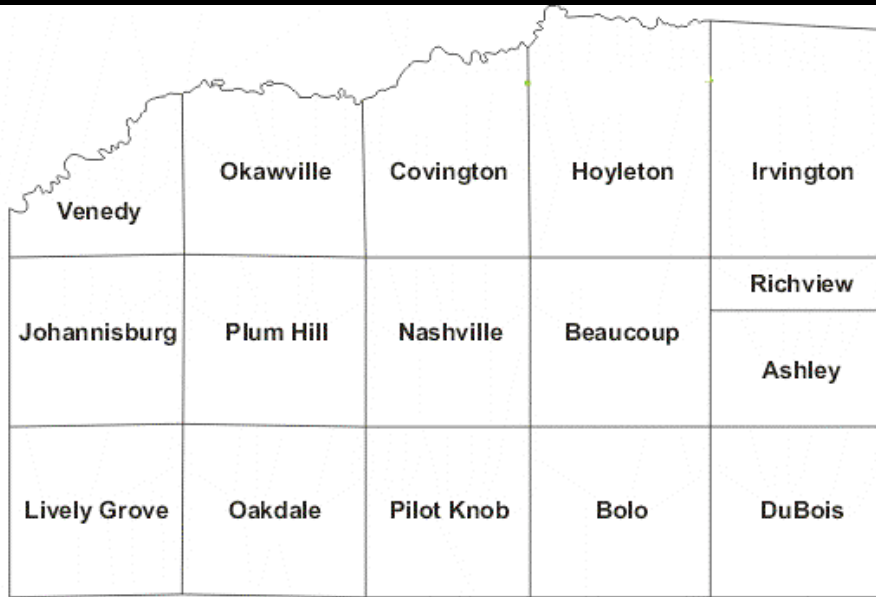 Okawville
Covington
Hoyleton
Irvington
Venedy
Richview
Johannisburg
Plum Hill
Nashville
Beaucoup
Ashley
Lively Grove
Oakdale
Pilot Knob
Bolo
DuBois